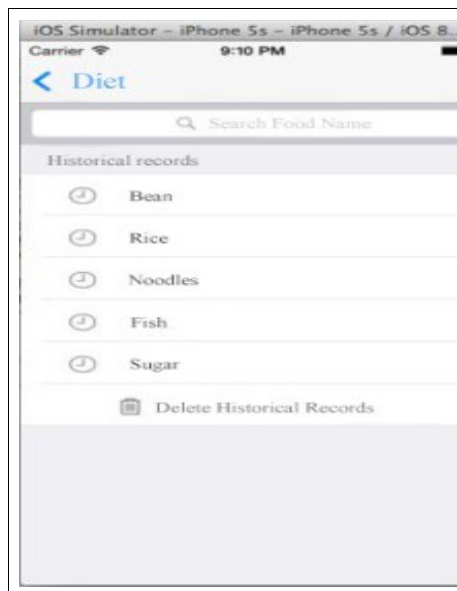 iOS Simulator - iPhone 5s - iPhone 5s / iOS 8...
Carrier 9:10 PM
Diet
Search Food Name
Historical records
Bean
Rice
Noodles
Fish
Sugar
Delete Historical Records